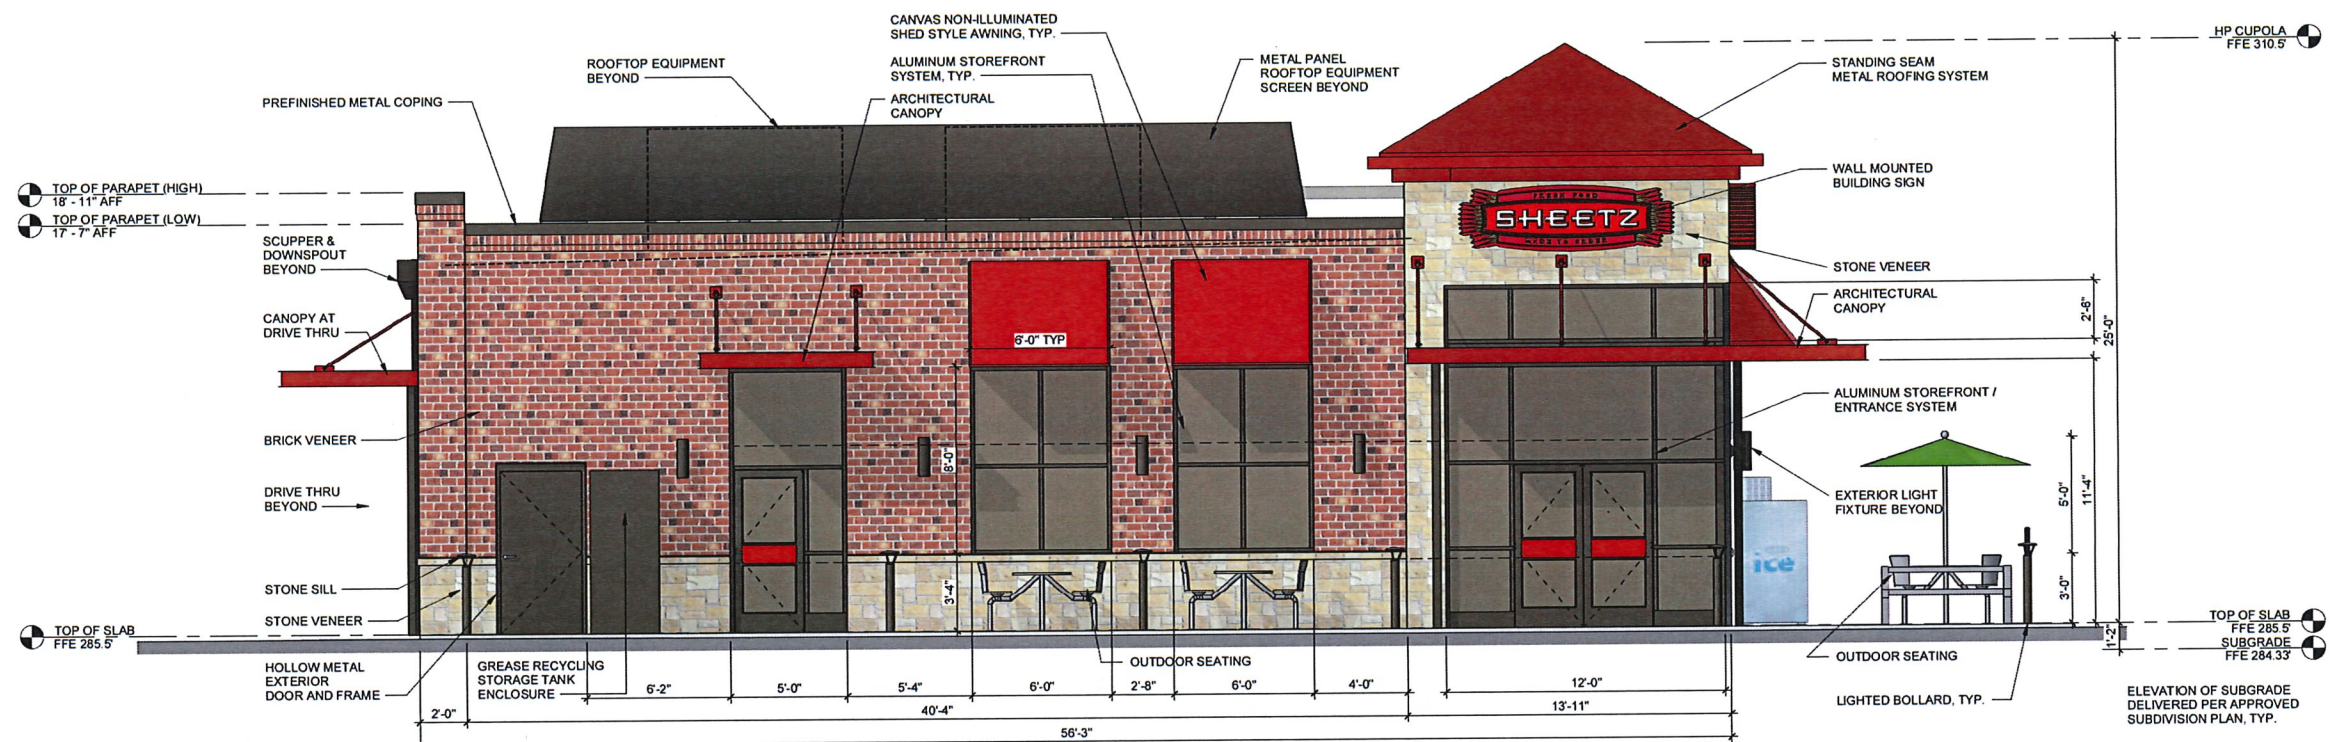 CANVAS NON-ILLUMINATED
SHED STYLE AWNING, TYP.
HP CUPOLA
FFE 310.5'
ROOFTOP EQUIPMENT
BEYOND
ALUMINUM STOREFRONT
SYSTEM, TYP.
METAL PANEL
ROOFTOP EQUIPMENT
SCREEN BEYOND
STANDING SEAM
METAL ROOFING SYSTEM
PREFINISHED METAL COPING
ARCHITECTURAL
CANOPY
TOP OF PARAPET (HIGH)
18' - 11" AFF
WALL MOUNTED
BUILDING SIGN
TOP OF PARAPET (LOW)
17' - 7" AFF
FRESH FOOD
SHEETZ
MADE TO ORDER
SCUPPER &
DOWNSPOUT
BEYOND
STONE VENEER
ARCHITECTURAL
CANOPY
2'-6"
25'-0"
CANOPY AT
DRIVE THRU
6'-0" TYP
ALUMINUM STOREFRONT /
ENTRANCE SYSTEM
BRICK VENEER
8'-0"
5'-0"
11'-4"
DRIVE THRU
BEYOND
EXTERIOR LIGHT
FIXTURE BEYOND
ice
STONE SILL
3'-4"
3'-0"
STONE VENEER
TOP OF SLAB
FFE 285.5'
TOP OF SLAB
FFE 285.5'
1'-2"
SUBGRADE
FFE 284.33'
HOLLOW METAL
EXTERIOR
DOOR AND FRAME
GREASE RECYCLING
STORAGE TANK
ENCLOSURE
OUTDOOR SEATING
OUTDOOR SEATING
6'-2"
5'-0"
5'-4"
6'-0"
2'-8"
6'-0"
4'-0"
12'-0"
LIGHTED BOLLARD, TYP.
ELEVATION OF SUBGRADE
DELIVERED PER APPROVED
SUBDIVISION PLAN, TYP.
2'-0"
40'-4"
13'-11"
56'-3"